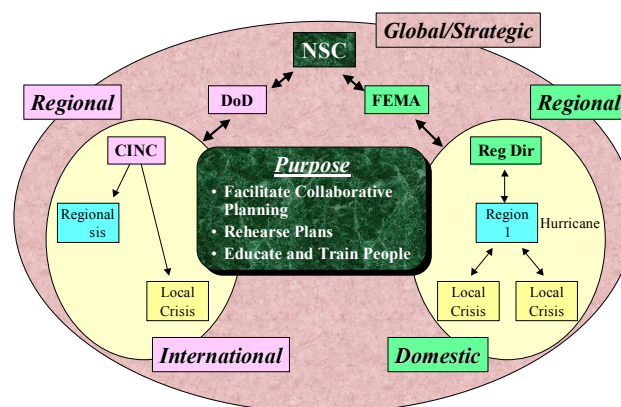 Global/Strategic
NSC
Regional
DoD
FEMA
Regional
CINC
Purpose
• Facilitate Collaborative
Planning
• Rehearse Plans
• Educate and Train People
Reg Dir
Regional
sis
Region
1
Hurricane
Local
Crisis
Local
Crisis
Local
Crisis
International
Domestic